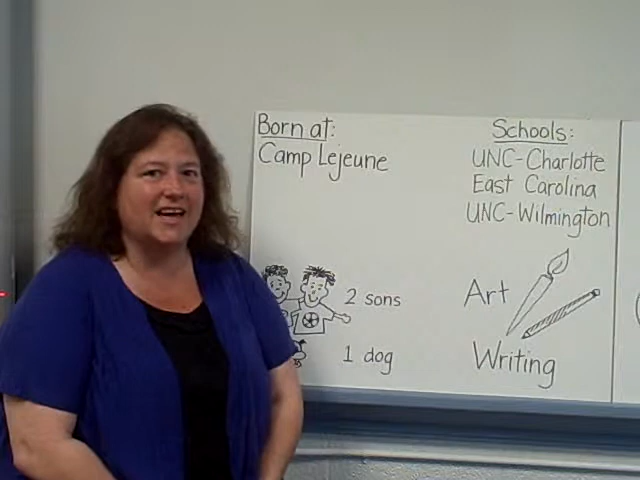 Born at:
Camp Lejeune
2 sons
1 dog
Schools:
UNC-Charlotte
East Carolina
UNC-Wilmington
Art
Writing